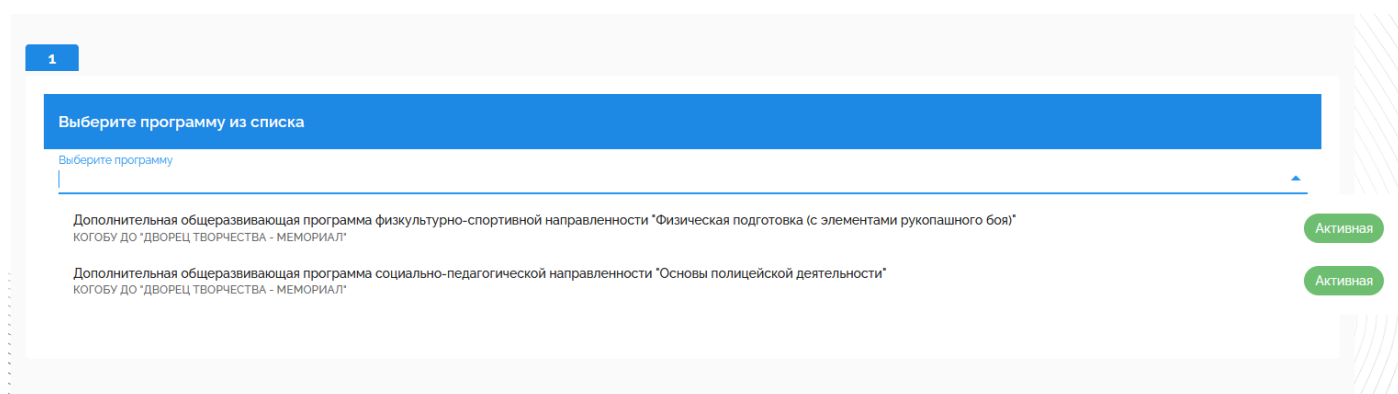 1
Выберите программу из списка
Выберите программу
Дополнительная общеразвивающая программа физкультурно-спортивной направленности "Физическая подготовка (с элементами рукопашного боя)"
КОГОБУ ДО "ДВОРЕЦ ТВОРЧЕСТВА - МЕМОРИАЛ"
Активная
Дополнительная общеразвивающая программа социально-педагогической направленности "Основы полицейской деятельности"
КОГОБУ ДО "ДВОРЕЦ ТВОРЧЕСТВА - МЕМОРИАЛ"
Активная